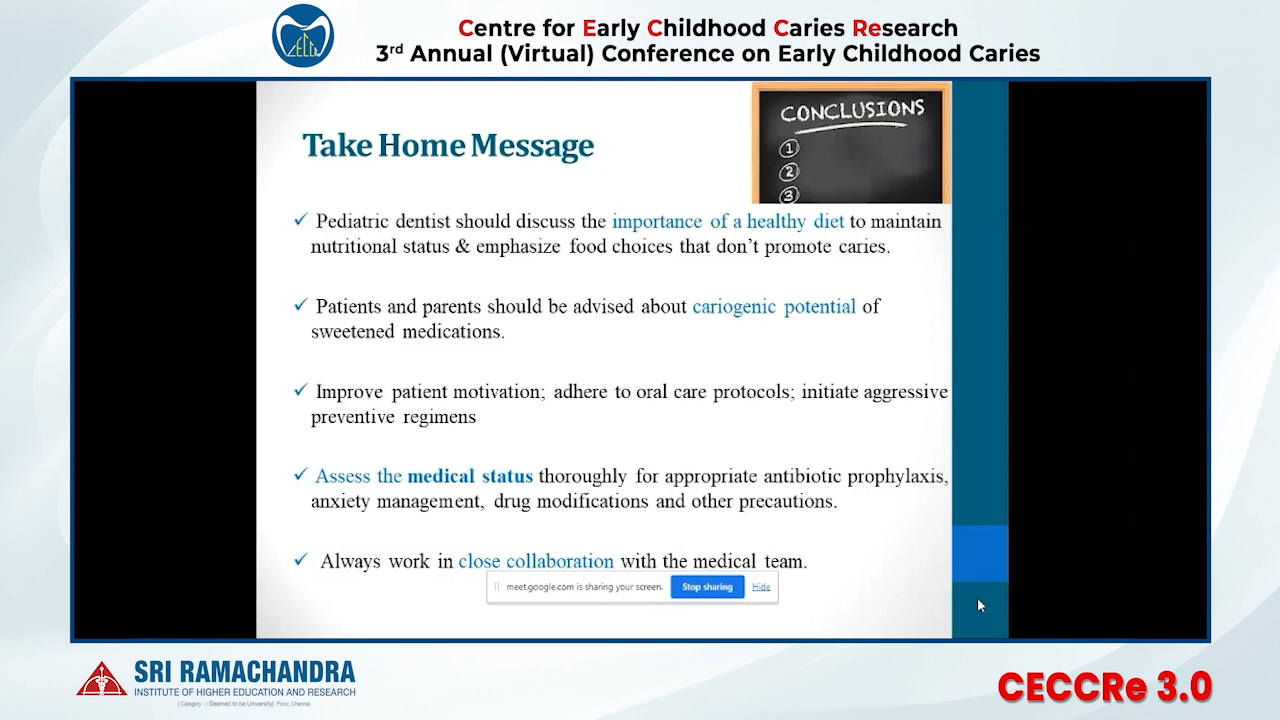 Centre for Early Childhood Caries Research
3rd Annual (Virtual) Conference on Early Childhood Caries
CECCRe
CONCLUSIONS
1
2
3
Take Home Message
✓ Pediatric dentist should discuss the importance of a healthy diet to maintain
nutritional status & emphasize food choices that don't promote caries.
✓ Patients and parents should be advised about cariogenic potential of
sweetened medications.
✓ Improve patient motivation; adhere to oral care protocols; initiate aggressive
preventive regimens
✓ Assess the medical status thoroughly for appropriate antibiotic prophylaxis,
anxiety management, drug modifications and other precautions.
✓ Always work in close collaboration with the medical team.
meet.google.com is sharing your screen. Stop sharing Hide
SRI RAMACHANDRA
INSTITUTE OF HIGHER EDUCATION AND RESEARCH
(Category - I Deemed to be University) Porur, Chennai
CECCRe 3.0